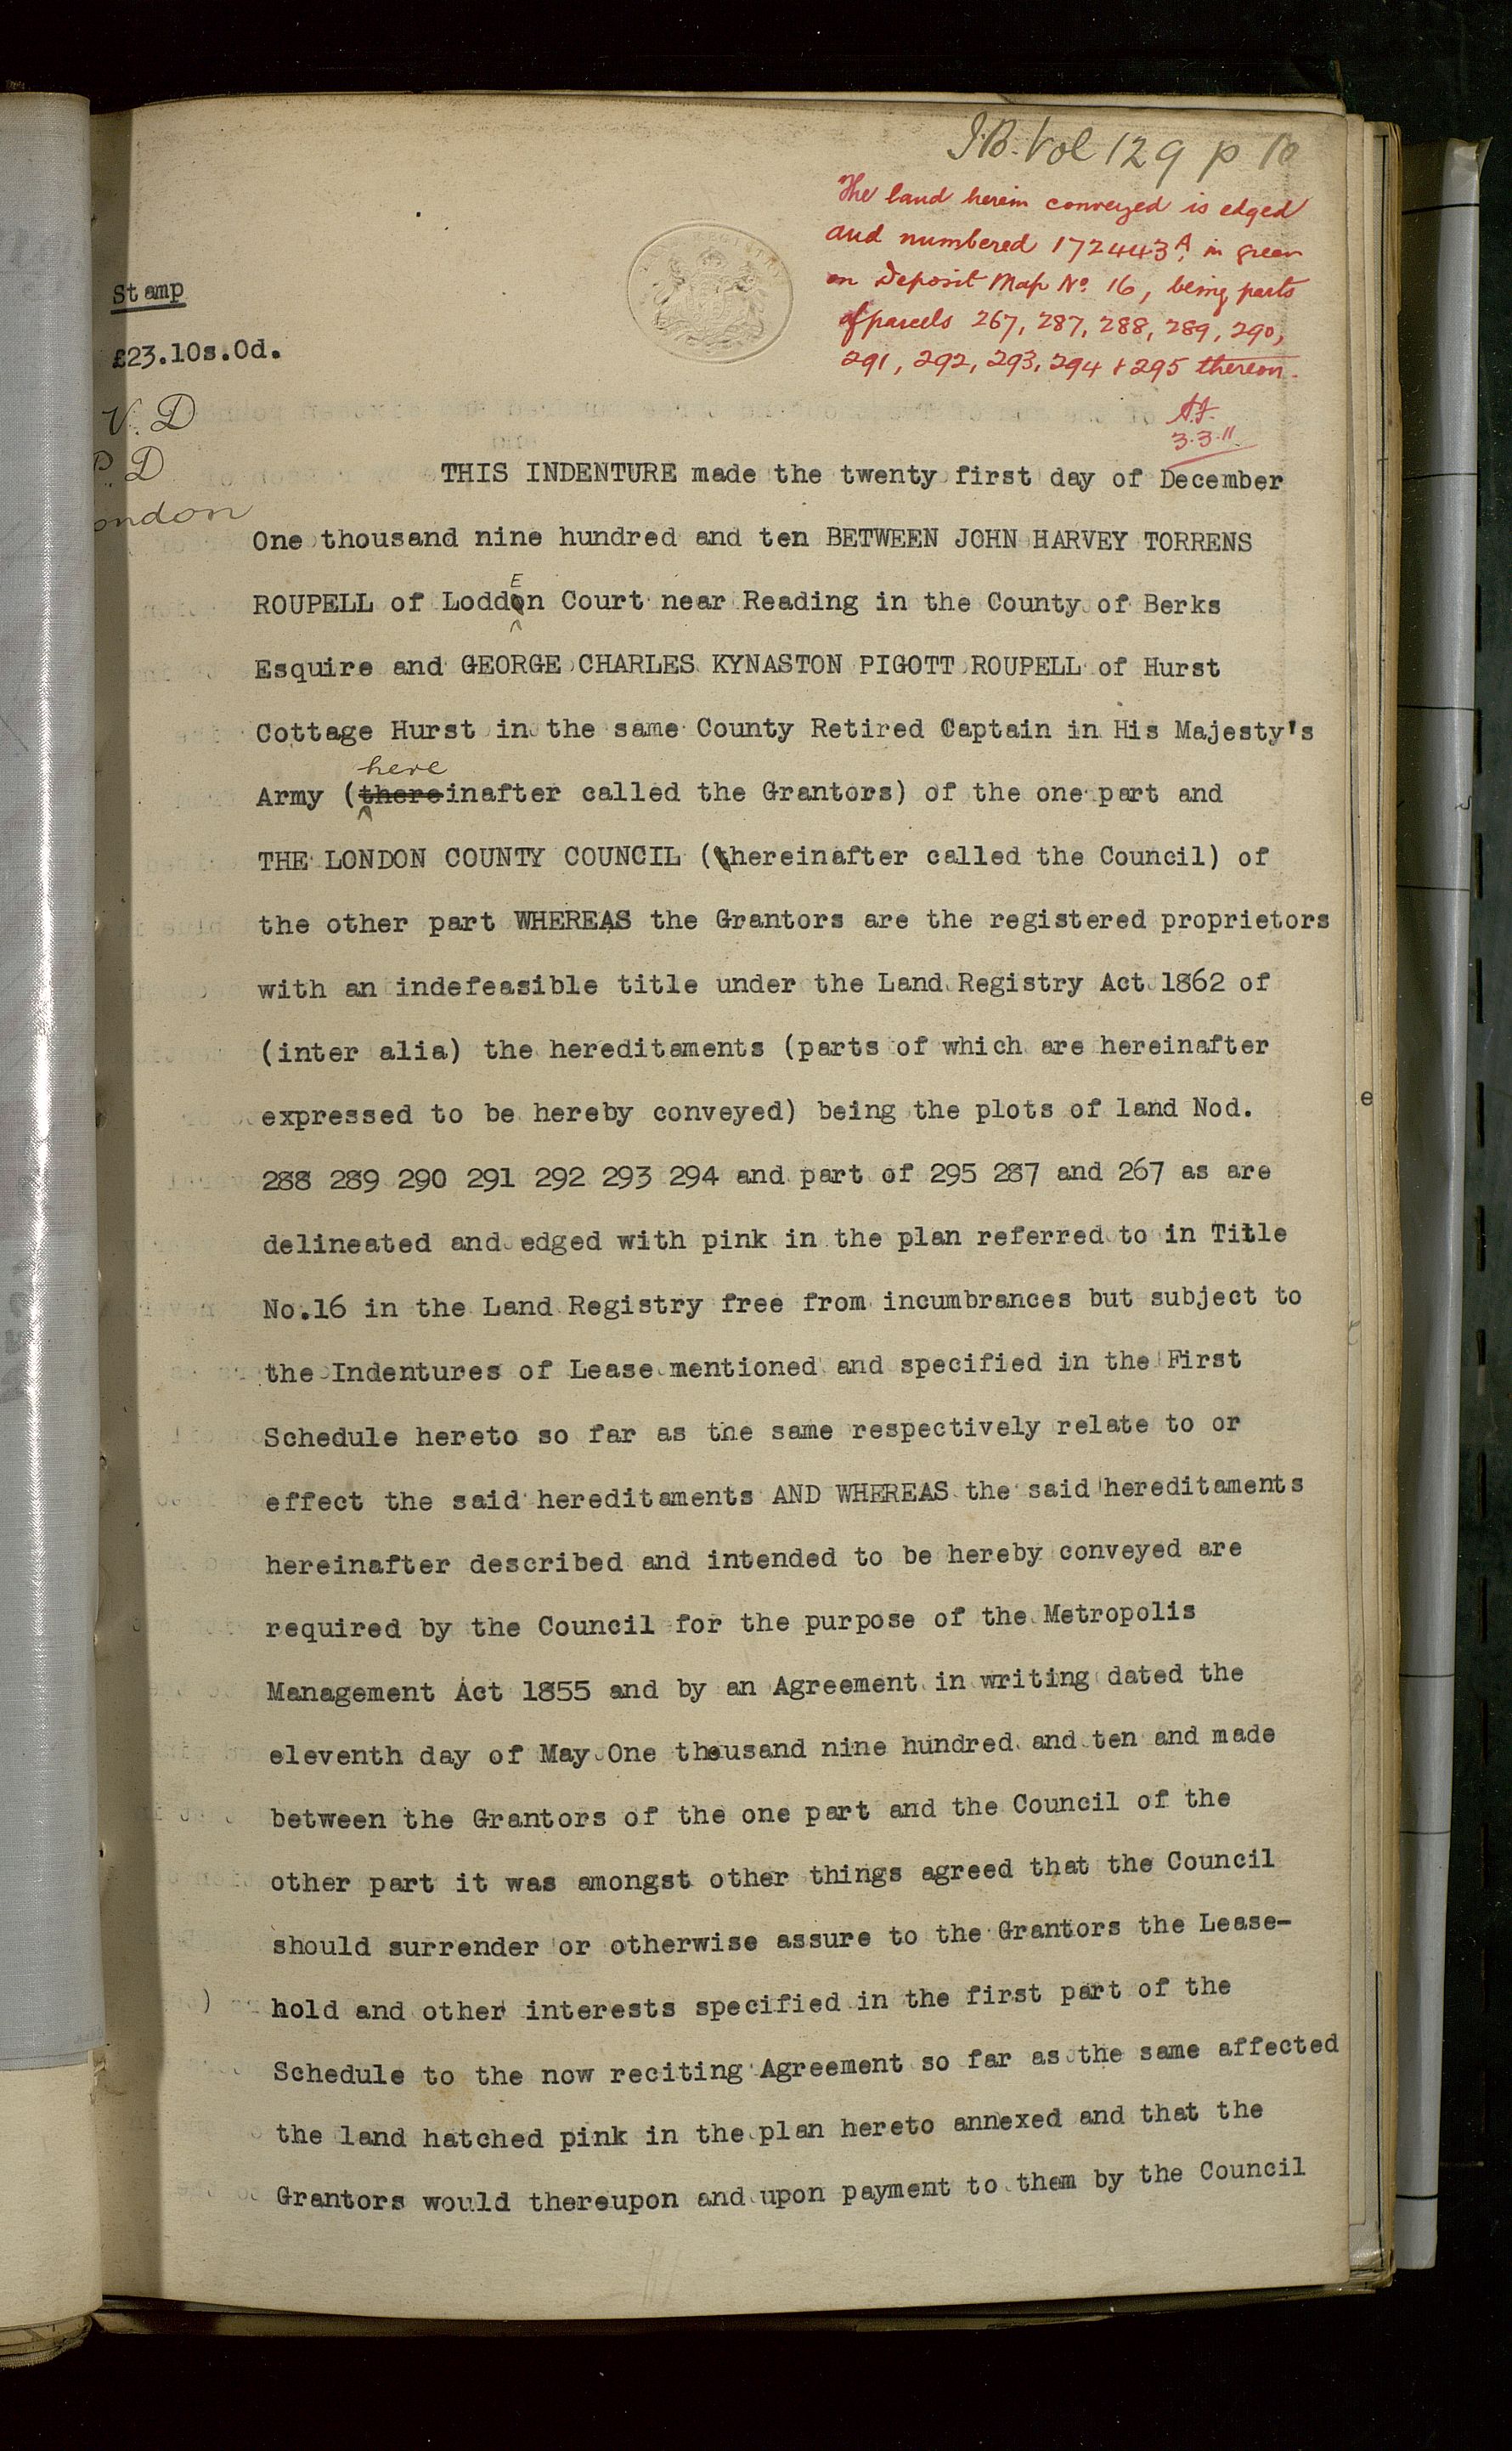 I.B. Vol 129 p 10
The land herein conveyed is edged
and numbered 172443A, in green
on Deposit Map No. 16, being parts
of parcels 267, 287, 288, 289, 290,
291, 292, 293, 294 & 295 thereon.
3.3.11
Stamp
£23.10s.0d.
V. D
P. D
ondon
THIS INDENTURE made the twenty first day of December
One thousand nine hundred and ten BETWEEN JOHN HARVEY TORRENS
ROUPELL of LoddEn Court near Reading in the County of Berks
Esquire and GEORGE CHARLES KYNASTON PIGOTT ROUPELL of Hurst
Cottage Hurst in the same County Retired Captain in His Majesty's
here
Army (thereinafter called the Grantors) of the one part and
THE LONDON COUNTY COUNCIL (hereinafter called the Council) of
the other part WHEREAS the Grantors are the registered proprietors
with an indefeasible title under the Land Registry Act 1862 of
(inter alia) the hereditaments (parts of which are hereinafter
expressed to be hereby conveyed) being the plots of land Nod.
288 289 290 291 292 293 294 and part of 295 287 and 267 as are
delineated and edged with pink in the plan referred to in Title
No.16 in the Land Registry free from incumbrances but subject to
the Indentures of Lease mentioned and specified in the First
Schedule hereto so far as the same respectively relate to or
effect the said hereditaments AND WHEREAS the said hereditaments
hereinafter described and intended to be hereby conveyed are
required by the Council for the purpose of the Metropolis
Management Act 1855 and by an Agreement in writing dated the
eleventh day of May One thousand nine hundred and ten and made
between the Grantors of the one part and the Council of the
other part it was amongst other things agreed that the Council
should surrender or otherwise assure to the Grantors the Lease-
hold and other interests specified in the first part of the
Schedule to the now reciting Agreement so far as the same affected
the land hatched pink in the plan hereto annexed and that the
Grantors would thereupon and upon payment to them by the Council